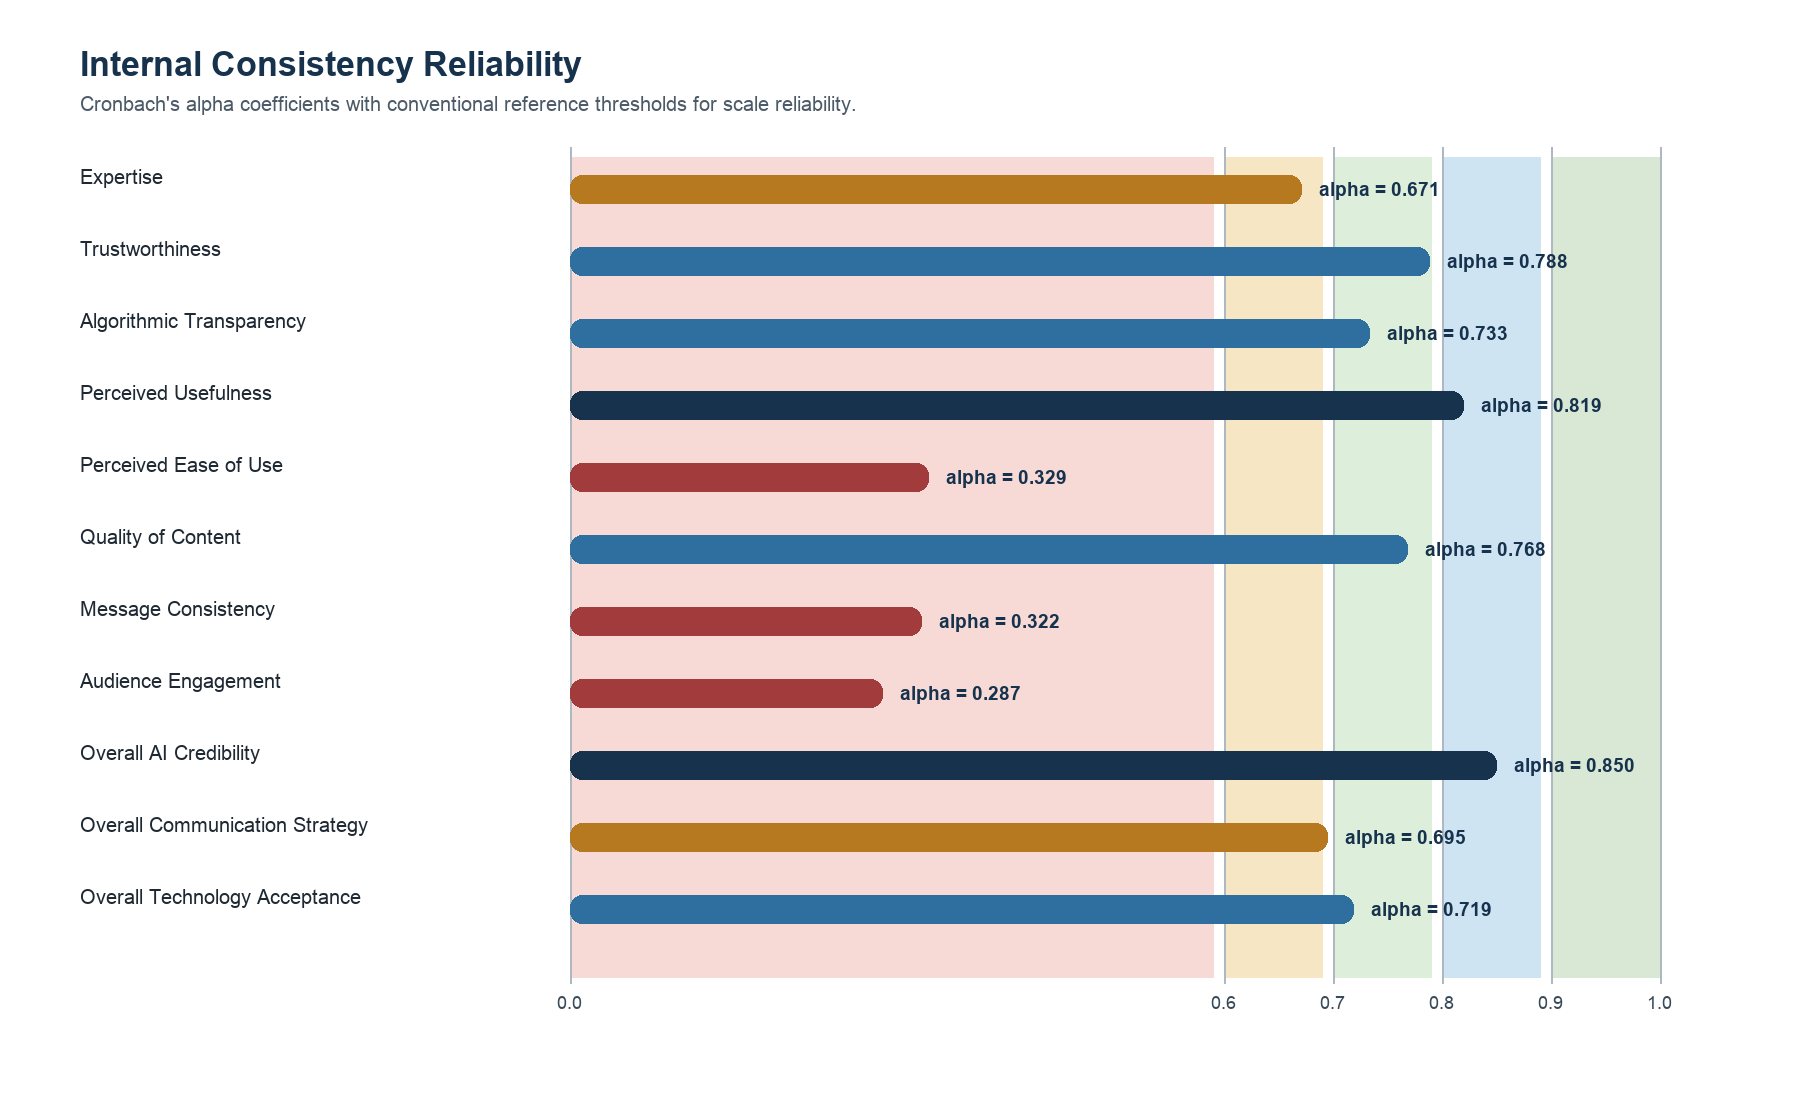 Internal Consistency Reliability
Cronbach's alpha coefficients with conventional reference thresholds for scale reliability.
Expertise
alpha = 0.671
Trustworthiness
alpha = 0.788
Algorithmic Transparency
alpha = 0.733
Perceived Usefulness
alpha = 0.819
Perceived Ease of Use
alpha = 0.329
Quality of Content
alpha = 0.768
Message Consistency
alpha = 0.322
Audience Engagement
alpha = 0.287
Overall AI Credibility
alpha = 0.850
Overall Communication Strategy
alpha = 0.695
Overall Technology Acceptance
alpha = 0.719
0.0 0.6 0.7 0.8 0.9 1.0